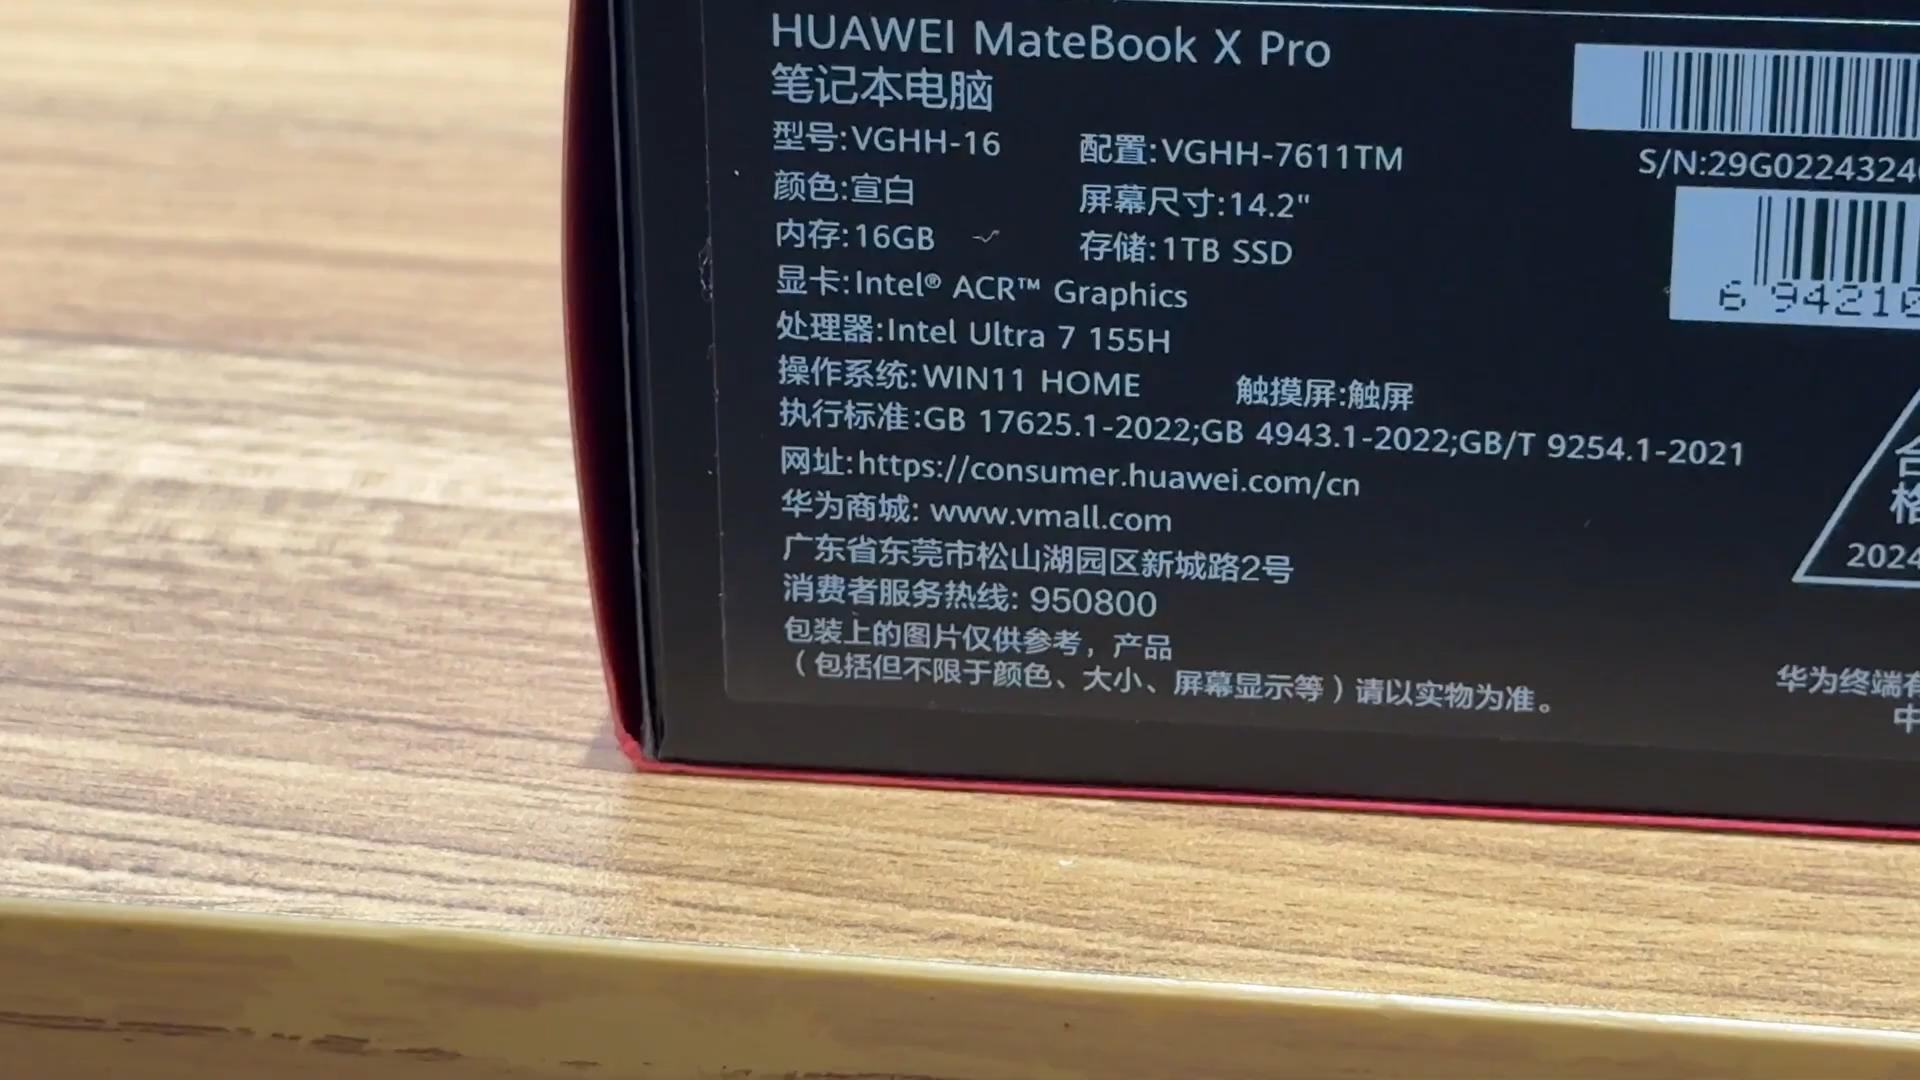 HUAWEI MateBook X Pro
笔记本电脑
型号:VGHH-16 配置:VGHH-7611TM
颜色:宣白 屏幕尺寸:14.2"
内存:16GB 存储:1TB SSD
显卡:Intel® ACR™ Graphics
处理器:Intel Ultra 7 155H
操作系统:WIN11 HOME 触摸屏:触屏
执行标准:GB 17625.1-2022;GB 4943.1-2022;GB/T 9254.1-2021
网址:https://consumer.huawei.com/cn
华为商城: www.vmall.com
广东省东莞市松山湖园区新城路2号
消费者服务热线: 950800
包装上的图片仅供参考，产品
（包括但不限于颜色、大小、屏幕显示等）请以实物为准。
S/N:29G0224324
6 94210
合
格
2024
华为终端有
中